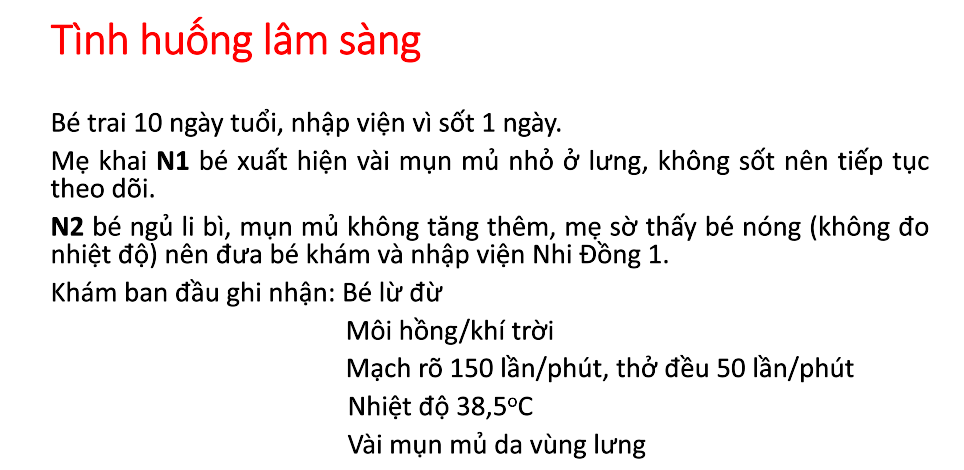 Tình huống lâm sàng
Bé trai 10 ngày tuổi, nhập viện vì sốt 1 ngày.
Mẹ khai N1 bé xuất hiện vài mụn mủ nhỏ ở lưng, không sốt nên tiếp tục
theo dõi.
N2 bé ngủ li bì, mụn mủ không tăng thêm, mẹ sờ thấy bé nóng (không đo
nhiệt độ) nên đưa bé khám và nhập viện Nhi Đồng 1.
Khám ban đầu ghi nhận: Bé lừ đừ
Môi hồng/khí trời
Mạch rõ 150 lần/phút, thở đều 50 lần/phút
Nhiệt độ 38,5ºC
Vài mụn mủ da vùng lưng